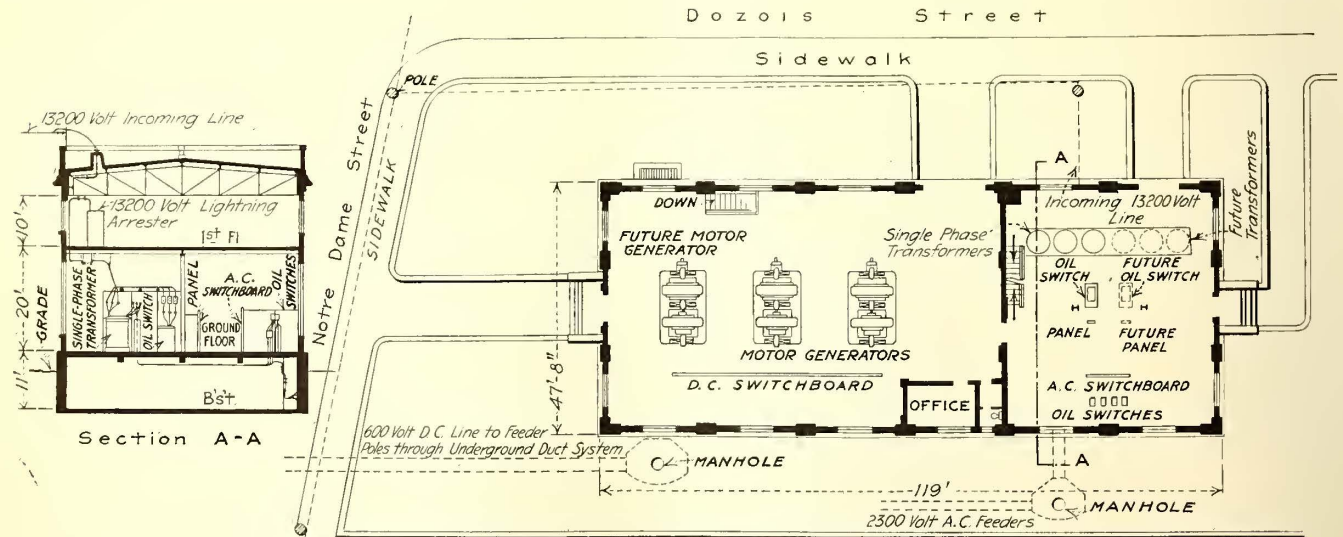 Dozois Street
Sidewalk
POLE
Notre Dame Street
SIDEWALK
13200 Volt Incoming Line
13200 Volt Lightning
Arrester
1st Fl
10'
20'
11'
GRADE
SINGLE-PHASE
TRANSFORMER
OIL SWITCH
PANEL
A.C.
SWITCHBOARD
OIL
SWITCHES
GROUND
FLOOR
B's't.
Section A-A
DOWN
FUTURE MOTOR
GENERATOR
MOTOR GENERATORS
D.C. SWITCHBOARD
OFFICE
47'-8"
A
Incoming 13200 Volt
Line
Single Phase
Transformers
Future
Transformers
OIL
SWITCH
FUTURE
OIL SWITCH
PANEL
FUTURE
PANEL
A.C. SWITCHBOARD
OIL SWITCHES
A
600 Volt D.C. Line to Feeder
Poles through Underground Duct System
MANHOLE
119'
MANHOLE
2300 Volt A.C. Feeders